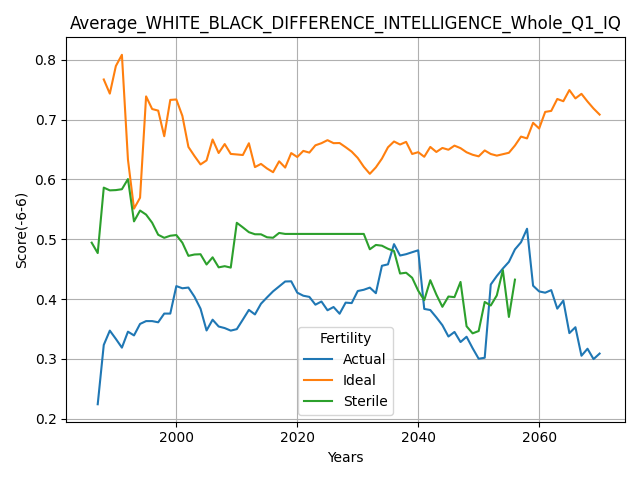 Average_WHITE_BLACK_DIFFERENCE_INTELLIGENCE_Whole_Q1_IQ
Score(-6-6)
0.8
0.7
0.6
0.5
0.4
0.3
0.2
Fertility
Actual
Ideal
Sterile
2000
2020
2040
2060
Years